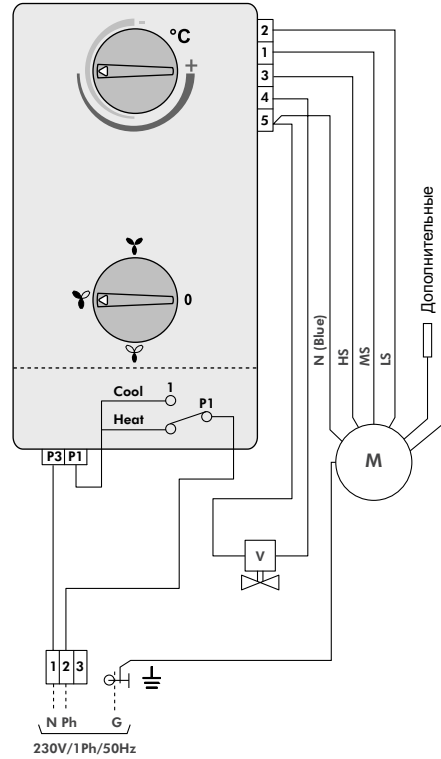 °C
-
+
2
1
3
4
5
0
Cool 1
P1
Heat
P3 P1
N (Blue)
HS
MS
LS
Дополнительные
M
V
1 2 3
N Ph G
230V/1Ph/50Hz